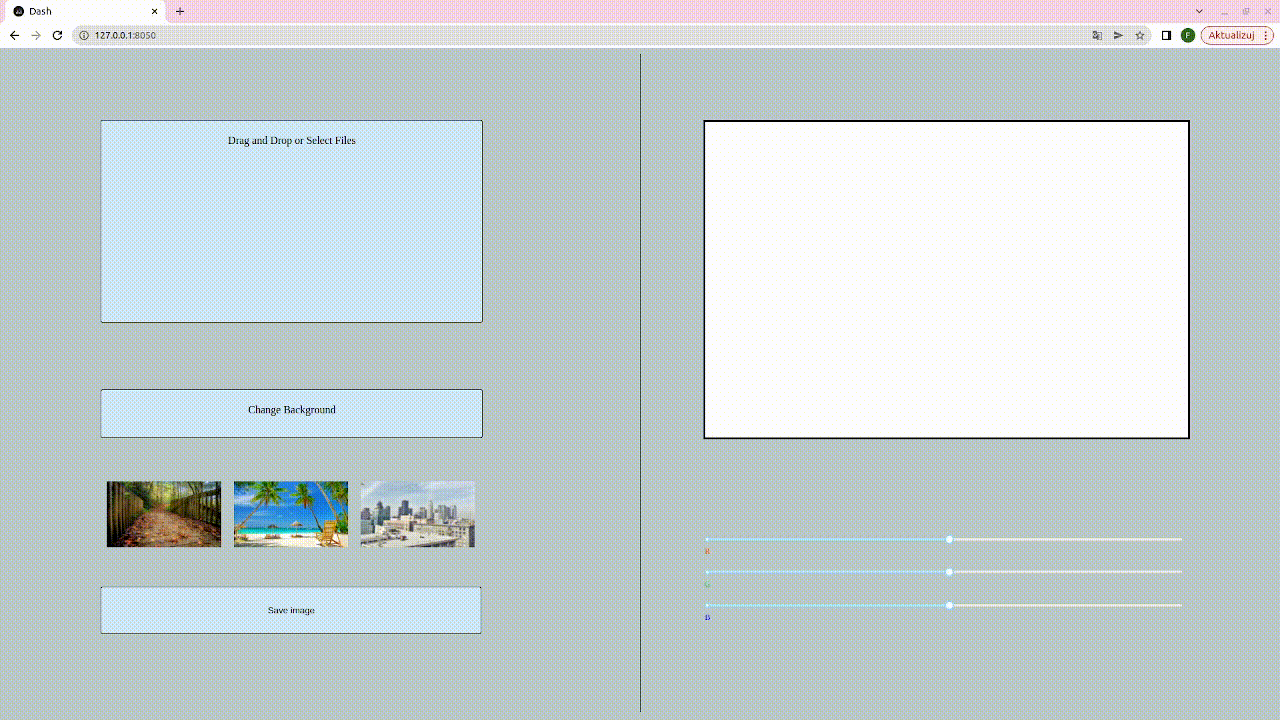 Dash
127.0.0.1:8050
F
Aktualizuj
Drag and Drop or Select Files
Change Background
Save image
R
G
B